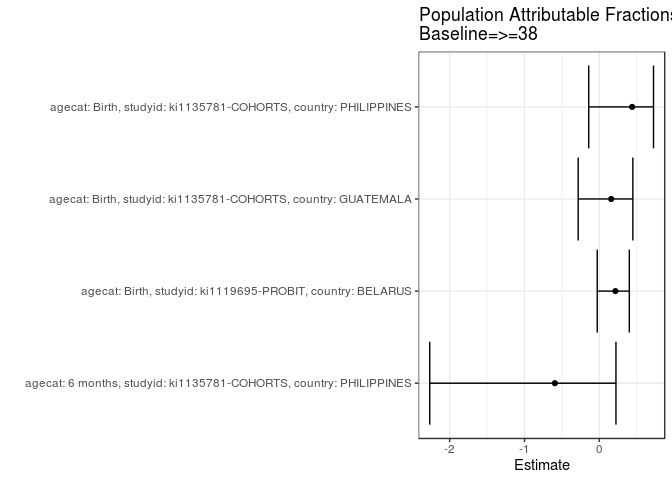 Population Attributable Fractions
Baseline=>=38
agecat: Birth, studyid: ki1135781-COHORTS, country: PHILIPPINES
agecat: Birth, studyid: ki1135781-COHORTS, country: GUATEMALA
agecat: Birth, studyid: ki1119695-PROBIT, country: BELARUS
agecat: 6 months, studyid: ki1135781-COHORTS, country: PHILIPPINES
-2 -1 0
Estimate